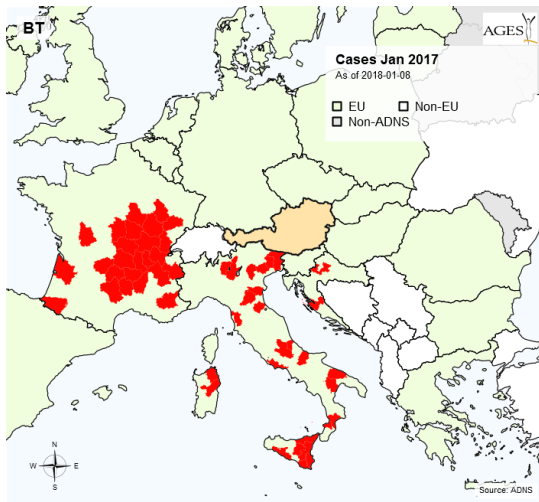 BT
AGES
Cases Jan 2017
As of 2018-01-08
EU Non-EU
Non-ADNS
N
W E
S
Source: ADNS